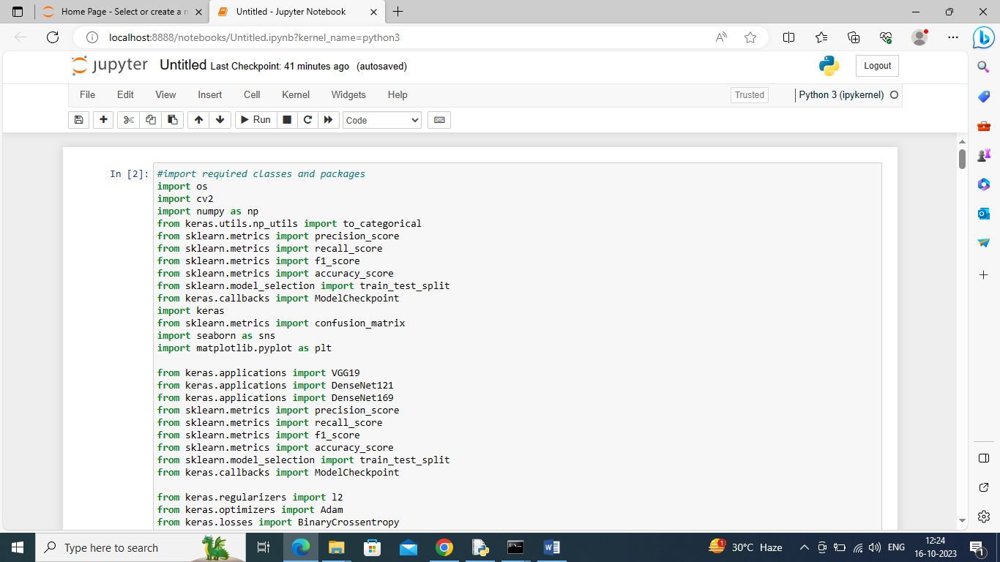 Home Page - Select or create a n
Untitled - Jupyter Notebook
localhost:8888/notebooks/Untitled.ipynb?kernel_name=python3
jupyter Untitled Last Checkpoint: 41 minutes ago (autosaved)
Logout
File Edit View Insert Cell Kernel Widgets Help
Trusted
Python 3 (ipykernel)
Run
Code
In [2]:
#import required classes and packages
import os
import cv2
import numpy as np
from keras.utils.np_utils import to_categorical
from sklearn.metrics import precision_score
from sklearn.metrics import recall_score
from sklearn.metrics import f1_score
from sklearn.metrics import accuracy_score
from sklearn.model_selection import train_test_split
from keras.callbacks import ModelCheckpoint
import keras
from sklearn.metrics import confusion_matrix
import seaborn as sns
import matplotlib.pyplot as plt
from keras.applications import VGG19
from keras.applications import DenseNet121
from keras.applications import DenseNet169
from sklearn.metrics import precision_score
from sklearn.metrics import recall_score
from sklearn.metrics import f1_score
from sklearn.metrics import accuracy_score
from sklearn.model_selection import train_test_split
from keras.callbacks import ModelCheckpoint
from keras.regularizers import l2
from keras.optimizers import Adam
from keras.losses import BinaryCrossentropy
Type here to search
1
30°C Haze
ENG
12:24
16-10-2023
1